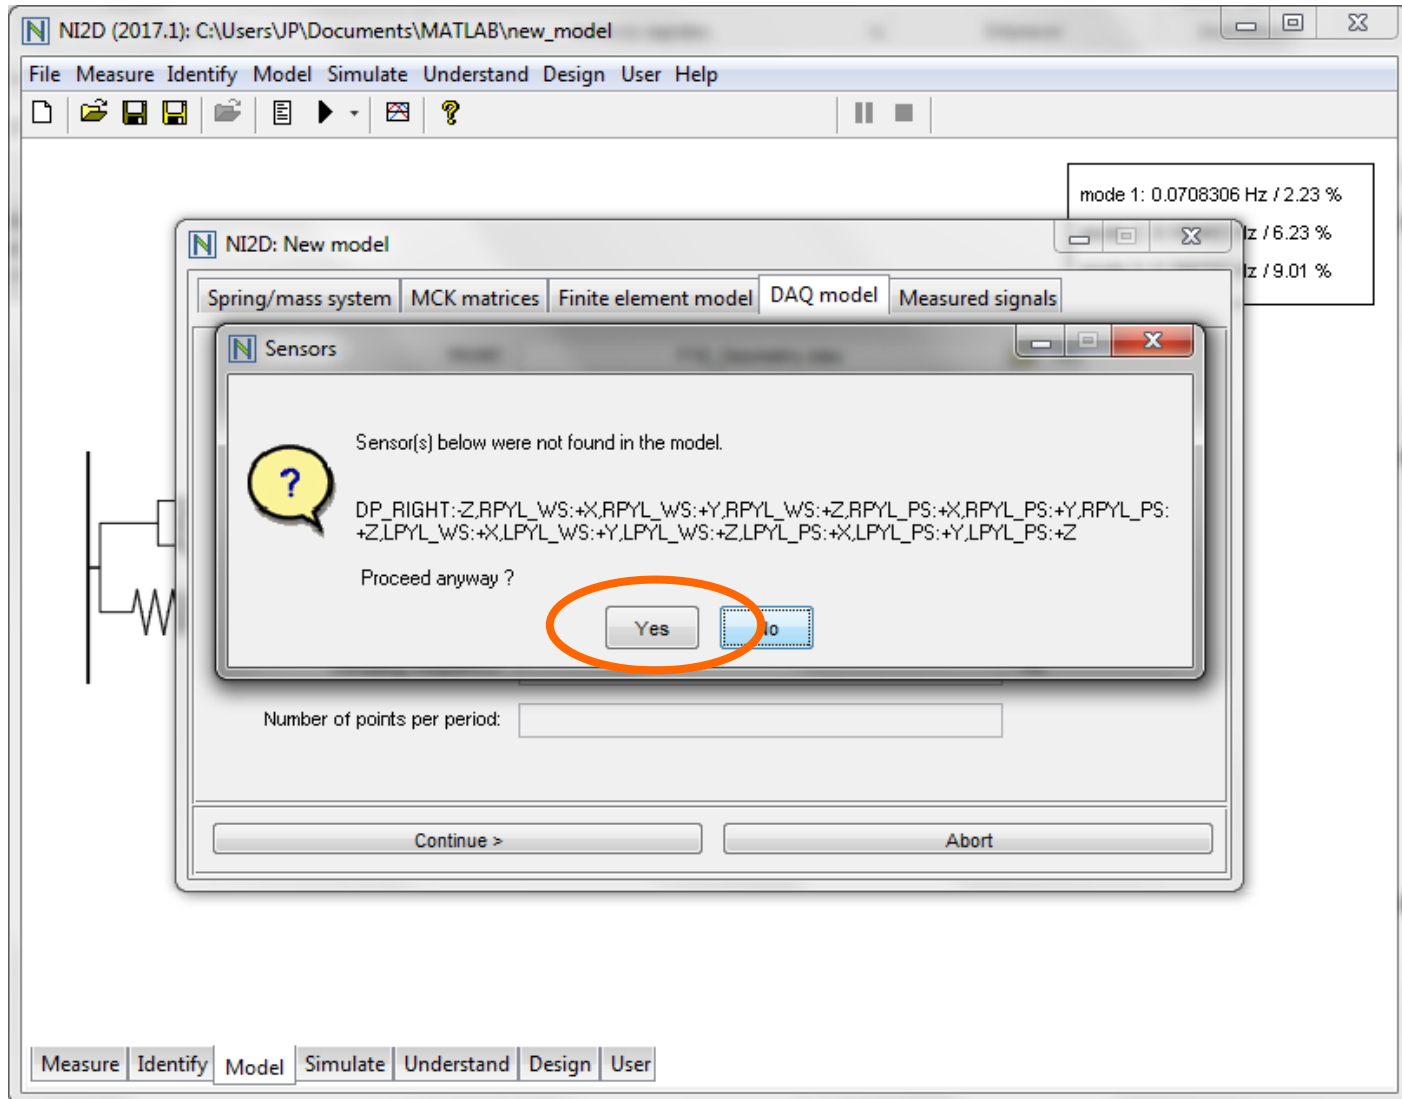 NI2D (2017.1): C:\Users\JP\Documents\MATLAB\new_model
File Measure Identify Model Simulate Understand Design User Help
mode 1: 0.0708306 Hz / 2.23 %
Hz / 6.23 %
Hz / 9.01 %
NI2D: New model
Spring/mass system MCK matrices Finite element model DAQ model Measured signals
Sensors
Sensor(s) below were not found in the model.
DP_RIGHT:-Z,RPYL_WS:+X,RPYL_WS:+Y,RPYL_WS:+Z,RPYL_PS:+X,RPYL_PS:+Y,RPYL_PS:
+Z,LPYL_WS:+X,LPYL_WS:+Y,LPYL_WS:+Z,LPYL_PS:+X,LPYL_PS:+Y,LPYL_PS:+Z
Proceed anyway ?
Yes No
Number of points per period:
Continue > Abort
Measure Identify Model Simulate Understand Design User